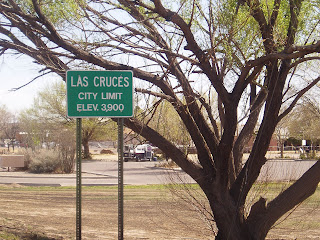 LAS CRUCES
CITY LIMIT
ELEV. 3,900